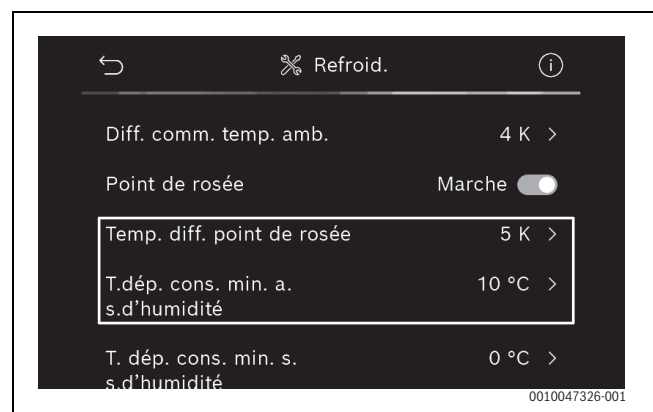 Refroid.
Diff. comm. temp. amb. 4 K >
Point de rosée Marche
Temp. diff. point de rosée 5 K >
T.dép. cons. min. a. 10 °C >
s.d'humidité
T. dép. cons. min. s. 0 °C >
s.d'humidité
0010047326-001